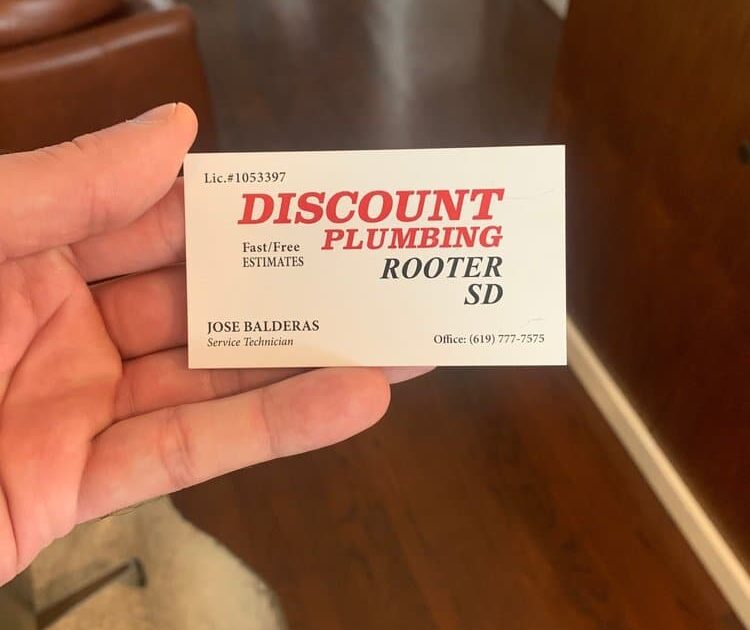 Lic.#1053397
DISCOUNT
PLUMBING
Fast/Free
ESTIMATES
ROOTER
SD
JOSE BALDERAS
Service Technician
Office: (619) 777-7575